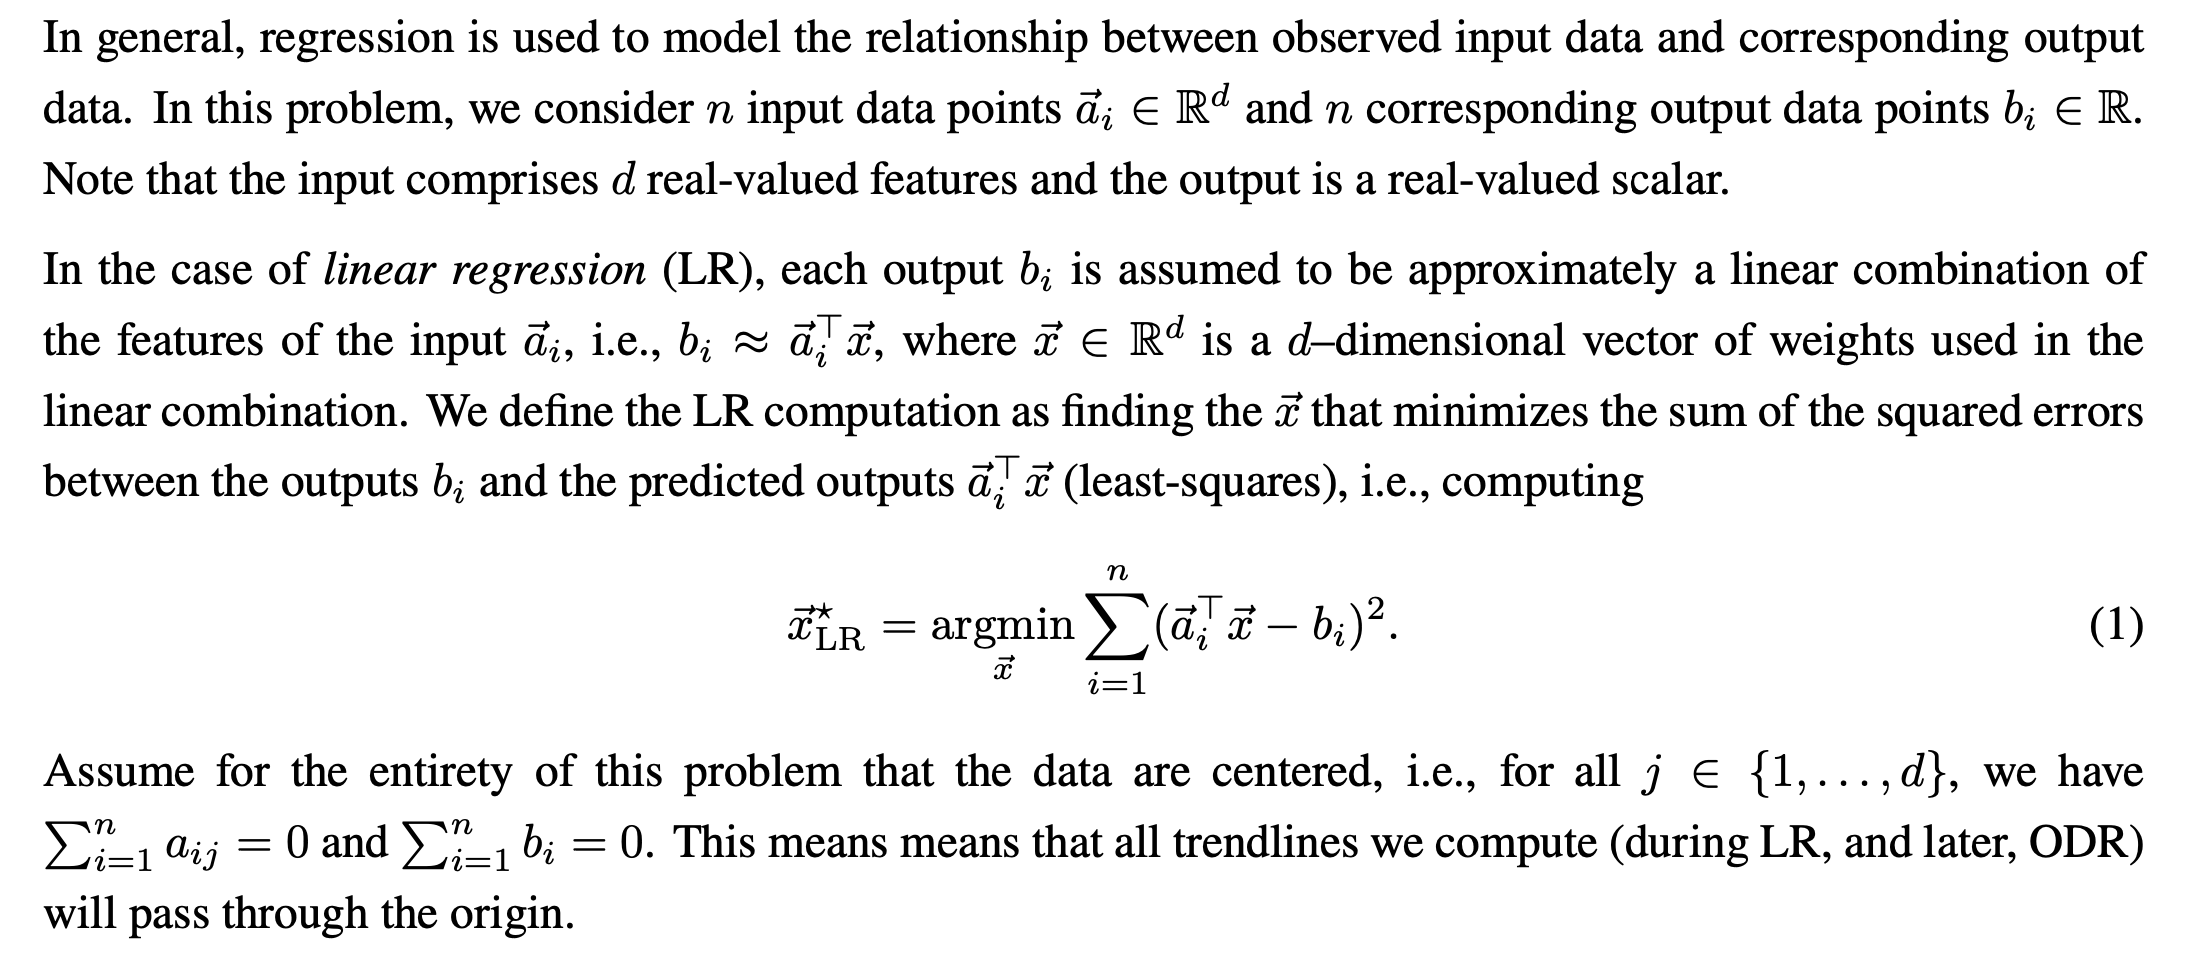 In general, regression is used to model the relationship between observed input data and corresponding output
data. In this problem, we consider n input data points $\vec{a}_i \in \mathbb{R}^d$ and n corresponding output data points $b_i \in \mathbb{R}$.
Note that the input comprises d real-valued features and the output is a real-valued scalar.
In the case of linear regression (LR), each output $b_i$ is assumed to be approximately a linear combination of
the features of the input $\vec{a}_i$, i.e., $b_i \approx \vec{a}_i^\top \vec{x}$, where $\vec{x} \in \mathbb{R}^d$ is a d–dimensional vector of weights used in the
linear combination. We define the LR computation as finding the $\vec{x}$ that minimizes the sum of the squared errors
between the outputs $b_i$ and the predicted outputs $\vec{a}_i^\top \vec{x}$ (least-squares), i.e., computing
$\vec{x}^\star_{\mathrm{LR}} = \underset{\vec{x}}{\mathrm{argmin}} \sum_{i=1}^{n} (\vec{a}_i^\top \vec{x} - b_i)^2.$ (1)
Assume for the entirety of this problem that the data are centered, i.e., for all $j \in \{1, \ldots, d\}$, we have
$\sum_{i=1}^{n} a_{ij} = 0$ and $\sum_{i=1}^{n} b_i = 0$. This means means that all trendlines we compute (during LR, and later, ODR)
will pass through the origin.